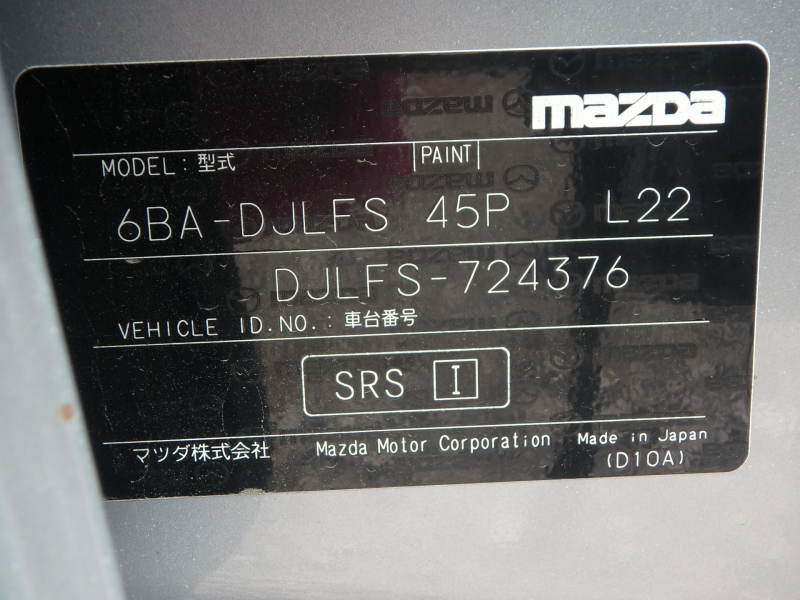 mazda
MODEL : 型式 PAINT
6BA-DJLFS 45P L22
DJLFS-724376
VEHICLE ID.NO. : 車台番号
SRS I
マツダ株式会社 Mazda Motor Corporation Made in Japan
(D10A)